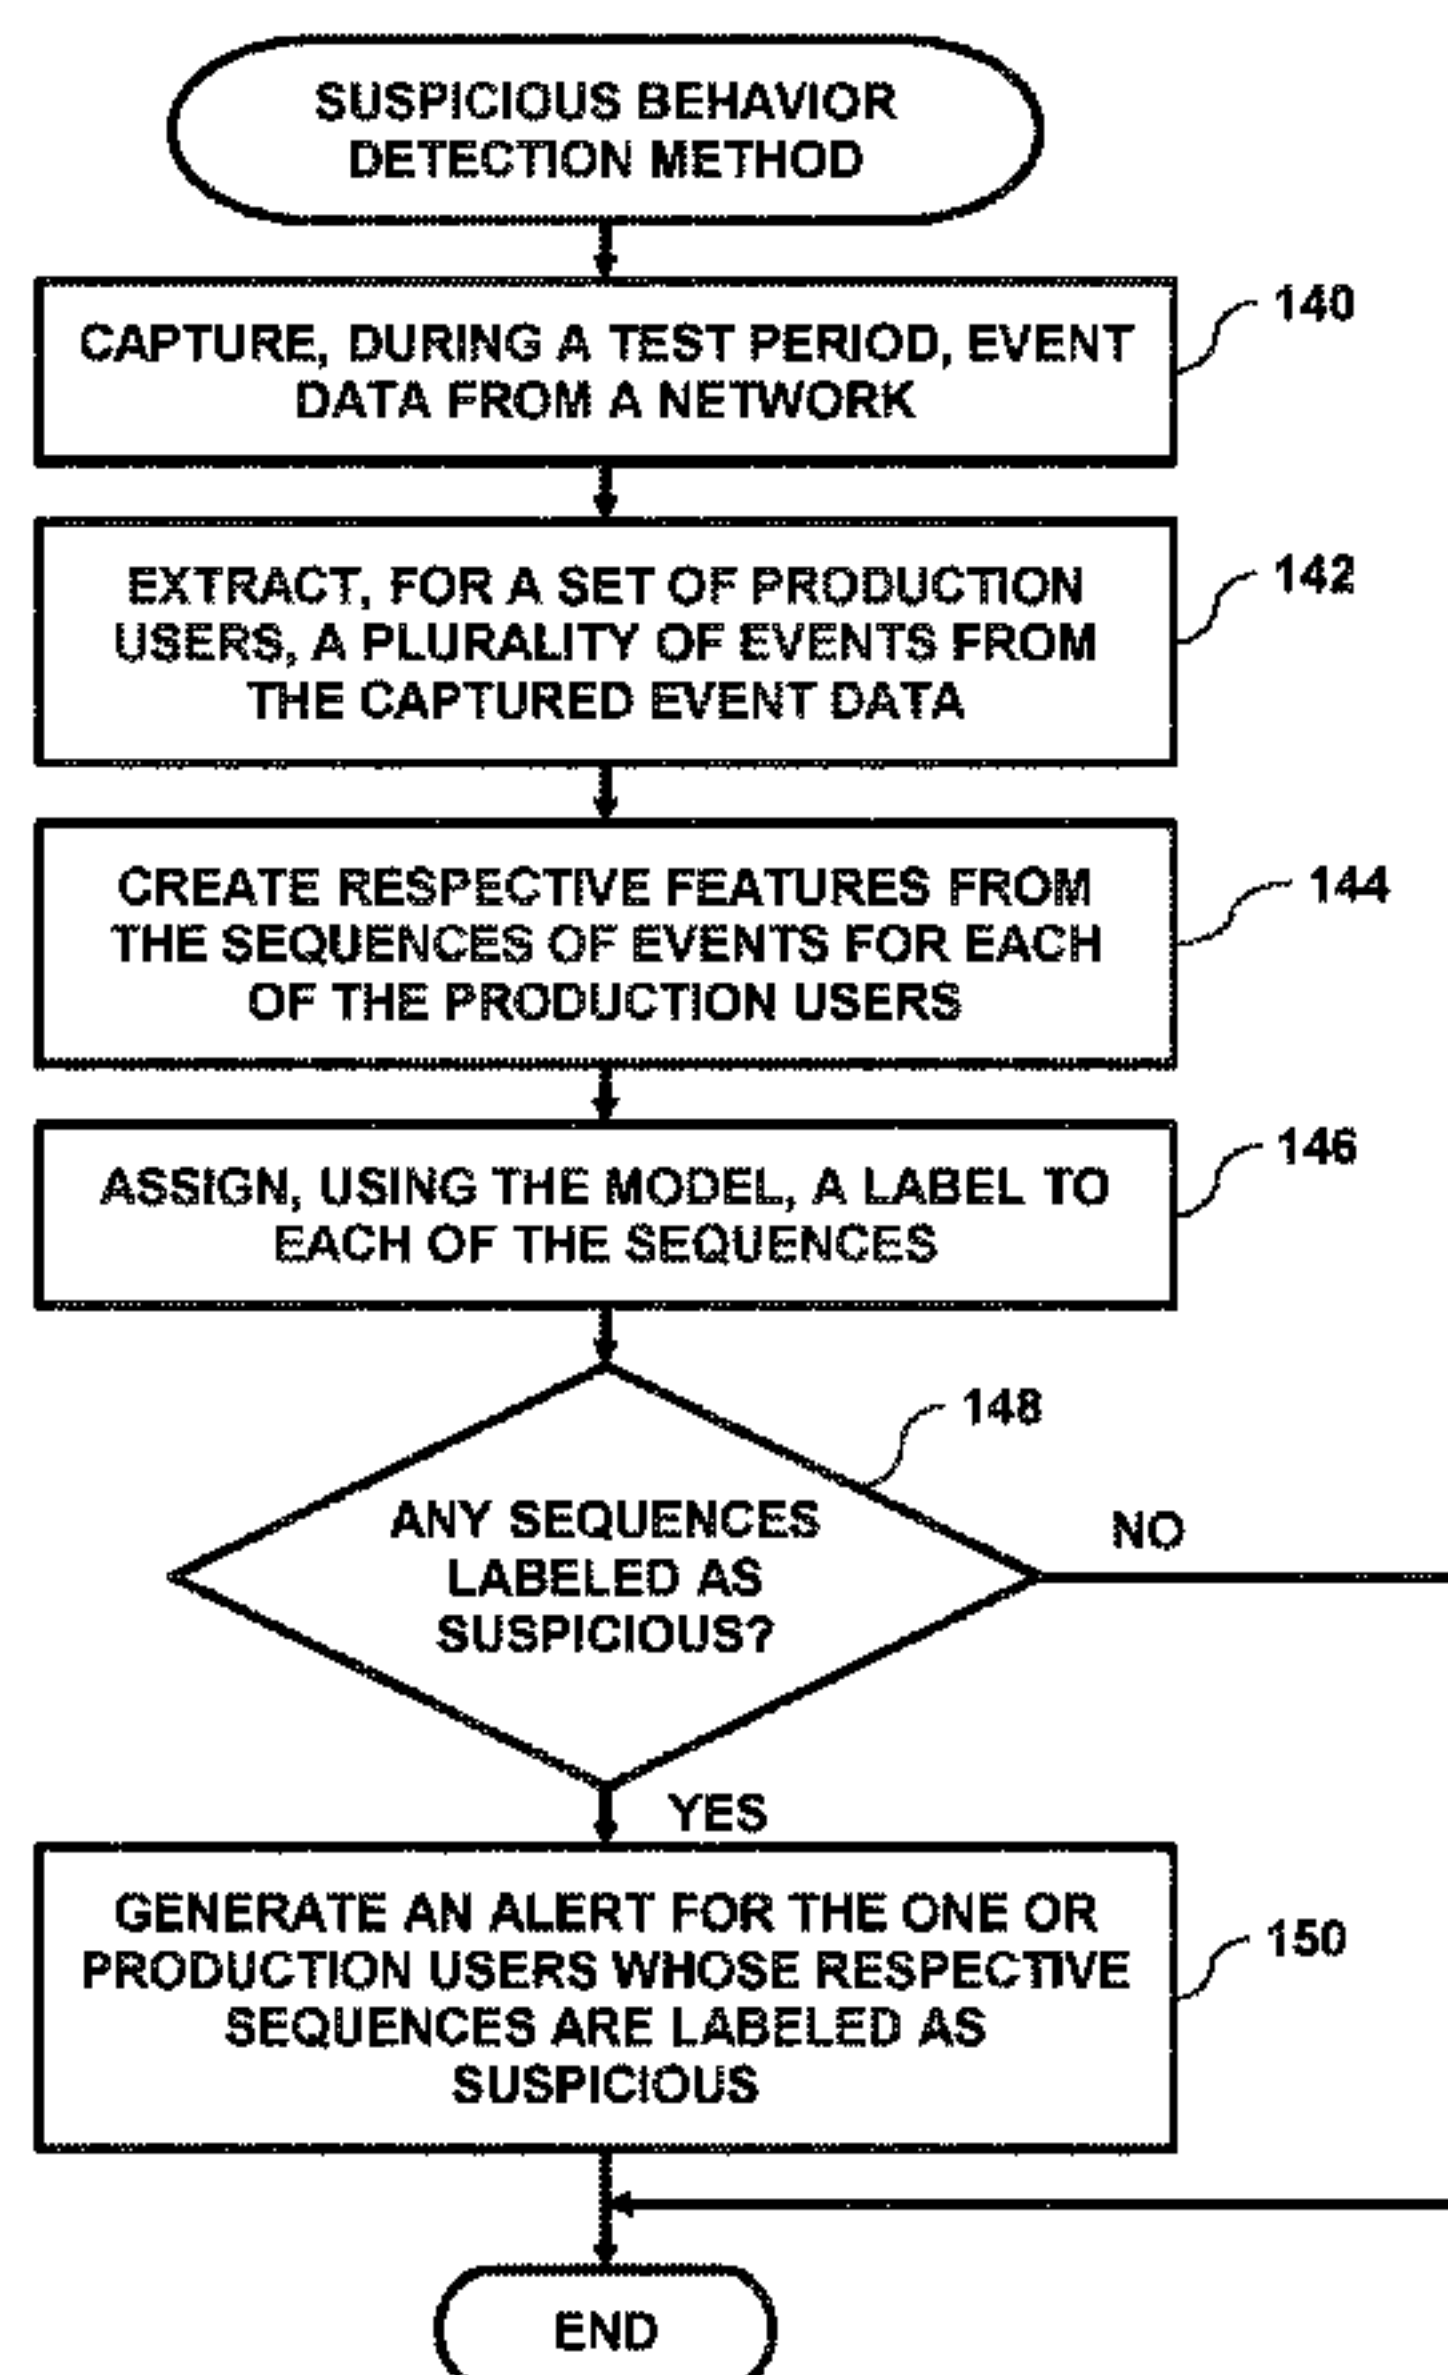 SUSPICIOUS BEHAVIOR
DETECTION METHOD
140
CAPTURE, DURING A TEST PERIOD, EVENT
DATA FROM A NETWORK
142
EXTRACT, FOR A SET OF PRODUCTION
USERS, A PLURALITY OF EVENTS FROM
THE CAPTURED EVENT DATA
144
CREATE RESPECTIVE FEATURES FROM
THE SEQUENCES OF EVENTS FOR EACH
OF THE PRODUCTION USERS
146
ASSIGN, USING THE MODEL, A LABEL TO
EACH OF THE SEQUENCES
148
ANY SEQUENCES
LABELED AS
SUSPICIOUS?
NO
YES
GENERATE AN ALERT FOR THE ONE OR
PRODUCTION USERS WHOSE RESPECTIVE
SEQUENCES ARE LABELED AS
SUSPICIOUS
150
END